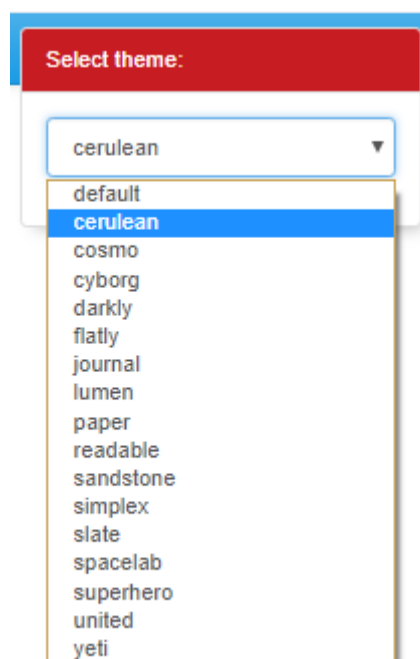 Select theme:
cerulean
default
cerulean
cosmo
cyborg
darkly
flatly
journal
lumen
paper
readable
sandstone
simplex
slate
spacelab
superhero
united
yeti